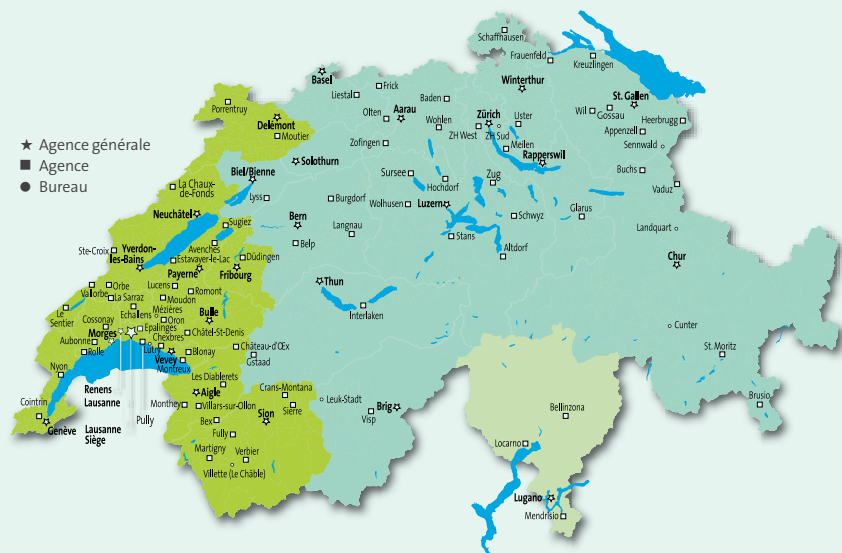 Agence générale
Agence
Bureau
Schaffhausen
Frauenfeld
Kreuzlingen
Basel
Frick
Liestal
Baden
Winterthur
St. Gallen
Porrentruy
Olten
Aarau
Wohlen
Zürich
Uster
Wil
Gossau
Heerbrugg
Delémont
Moutier
Zofingen
ZH West
ZH Sud
Meilen
Appenzell
Sennwald
Solothurn
Rapperswil
Biel/Bienne
Sursee
Hochdorf
Zug
Buchs
La Chaux-
de-Fonds
Lyss
Burgdorf
Wolhusen
Luzern
Vaduz
Neuchâtel
Sugiez
Bern
Langnau
Schwyz
Glarus
Landquart
Ste-Croix
Yverdon-
les-Bains
Avenches
Estavayer-le-Lac
Düdingen
Belp
Stans
Altdorf
Payerne
Fribourg
Chur
Vallorbe
Orbe
La Sarraz
Lucens
Moudon
Romont
Thun
Le
Sentier
Cossonay
Echallens
Mézières
Oron
Bulle
Interlaken
Morges
Epalinges
Chexbres
Châtel-St-Denis
Cunter
Aubonne
Rolle
Lutry
Vevey
Montreux
Blonay
Château-d'Œx
Gstaad
St. Moritz
Nyon
Renens
Lausanne
Les Diablerets
Aigle
Crans-Montana
Sierre
Leuk-Stadt
Brig
Visp
Bellinzona
Brusio
Cointrin
Genève
Lausanne
Siège
Pully
Monthey
Villars-sur-Ollon
Bex
Fully
Sion
Martigny
Verbier
Villette (Le Châble)
Locarno
Lugano
Mendrisio